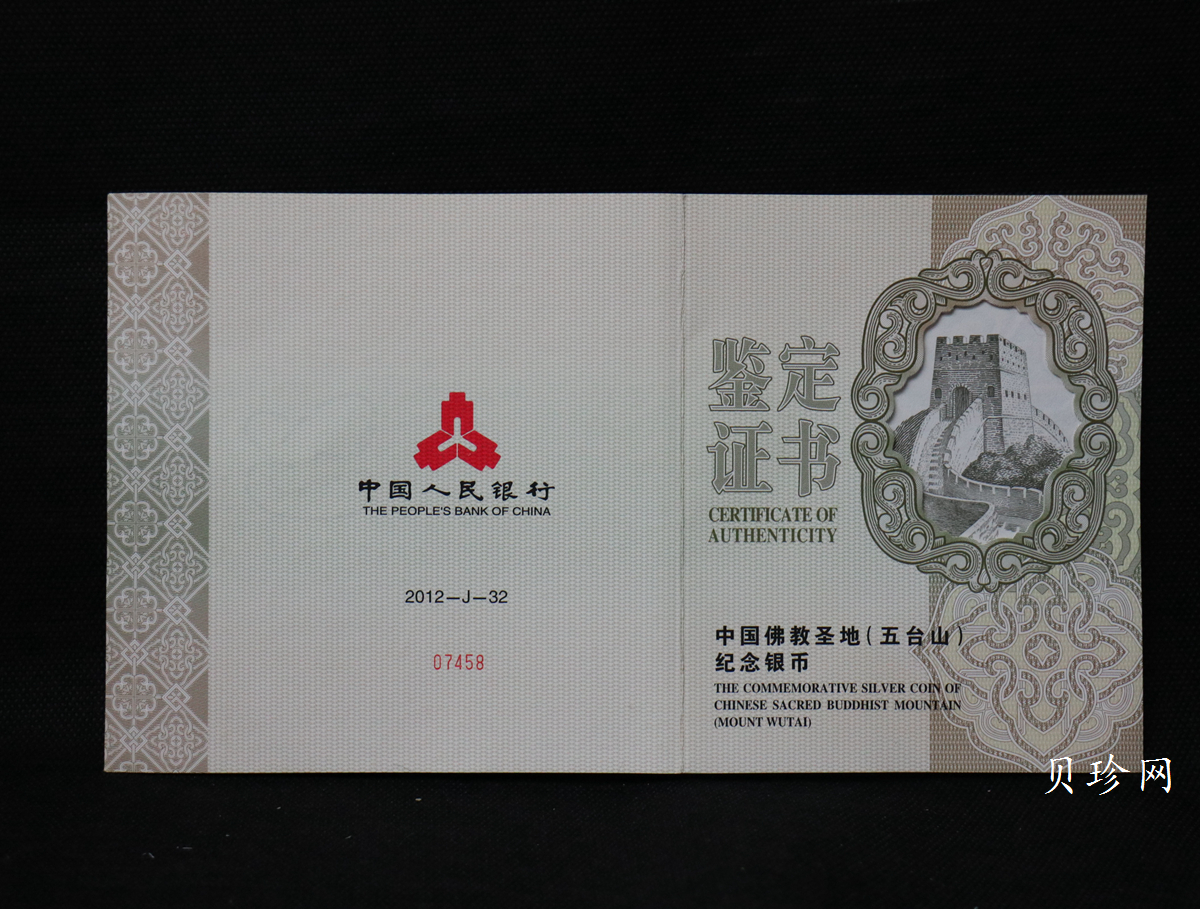 中国人民银行
THE PEOPLE'S BANK OF CHINA
2012—J—32
07458
鉴定
证书
CERTIFICATE OF
AUTHENTICITY
中国佛教圣地（五台山）
纪念银币
THE COMMEMORATIVE SILVER COIN OF
CHINESE SACRED BUDDHIST MOUNTAIN
(MOUNT WUTAI)
贝珍网